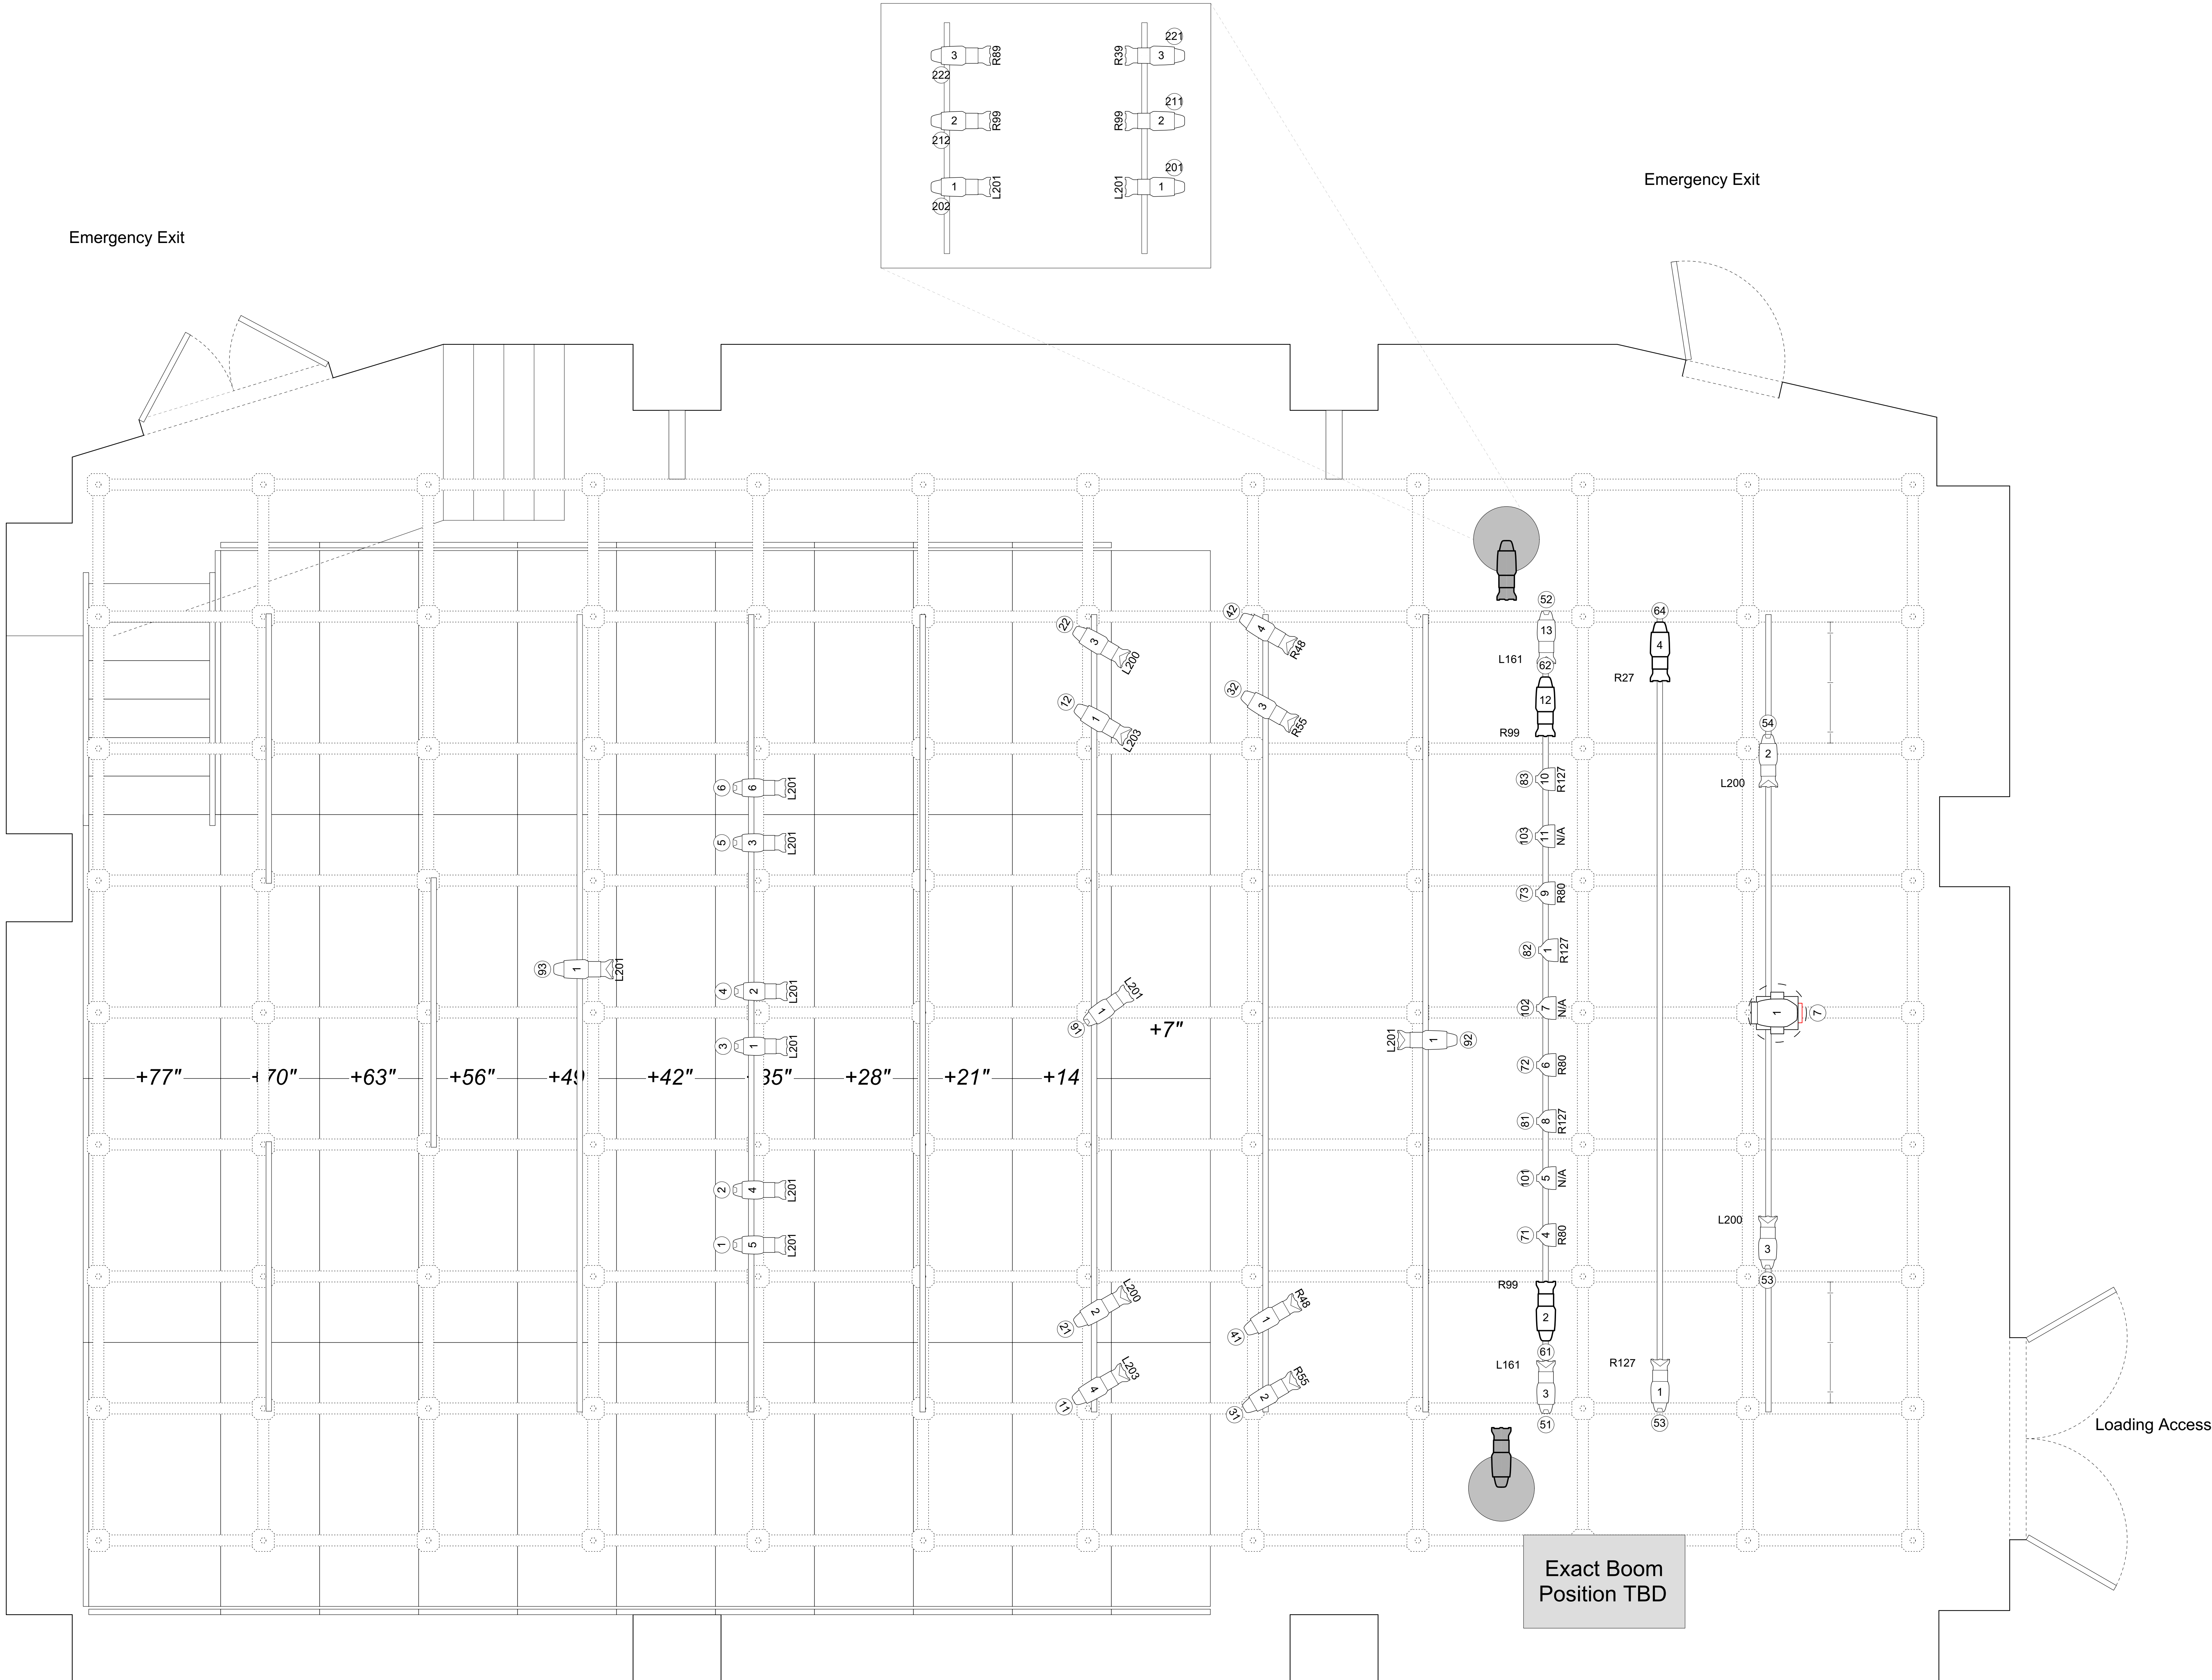 3
R89
222
2
R99
212
1
L201
202
221
R39
3
211
R99
2
201
L201
1
Emergency Exit
Emergency Exit
93
1
L201
6
6
L201
5
3
L201
4
2
L201
3
1
L201
2
4
L201
1
5
L201
22
3
L200
12
1
L203
91
1
L201
21
2
L200
11
4
L203
42
4
R48
32
3
R55
41
1
R48
31
2
R55
L201
1
92
52
13
L161
62
12
R99
83
10
R127
103
11
N/A
73
9
R80
82
1
R127
102
7
N/A
72
6
R80
81
8
R127
101
5
N/A
71
4
R80
R99
2
61
L161
3
51
64
4
R27
R127
1
53
54
2
L200
1
7
L200
3
53
+77"
+70"
+63"
+56"
+49
+42"
+35"
+28"
+21"
+14
+7"
Loading Access
Exact Boom
Position TBD